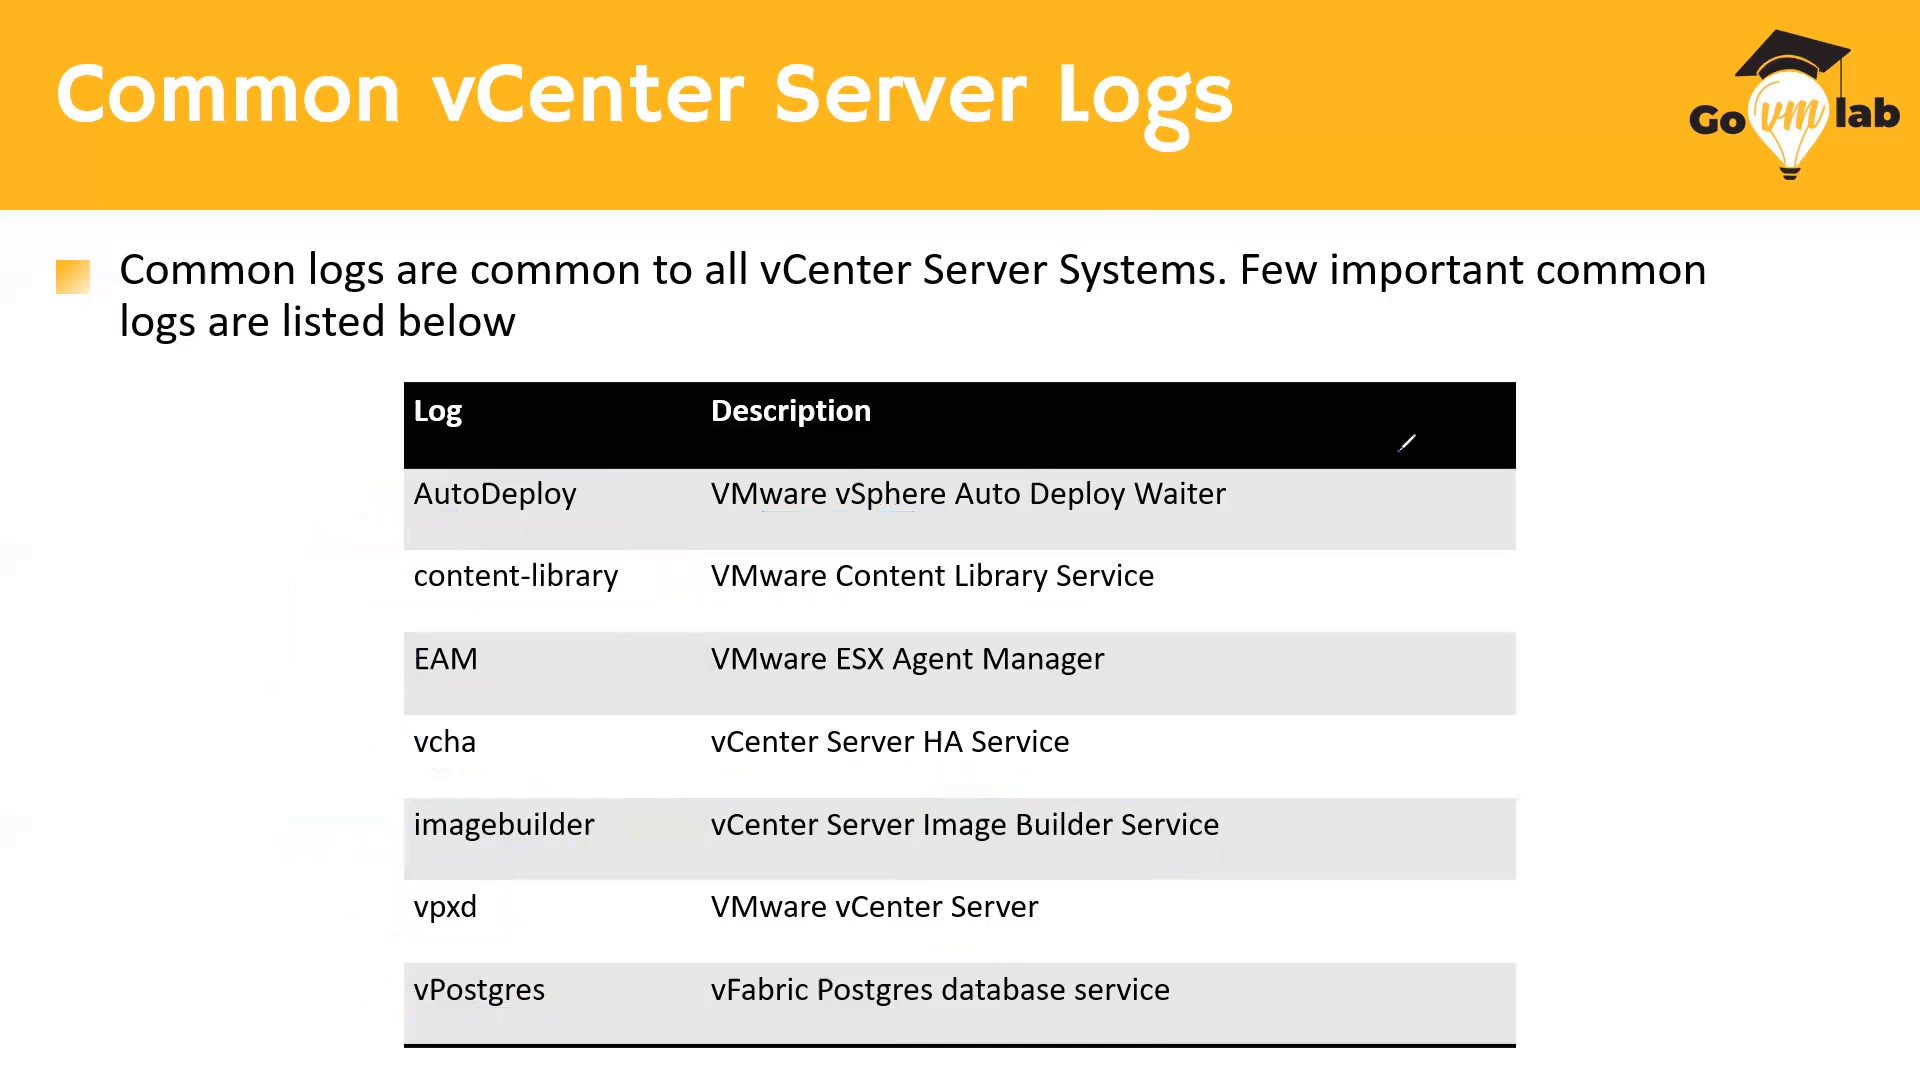 Common vCenter Server Logs
Go vm lab
Common logs are common to all vCenter Server Systems. Few important common
logs are listed below
Log Description
AutoDeploy VMware vSphere Auto Deploy Waiter
content-library VMware Content Library Service
EAM VMware ESX Agent Manager
vcha vCenter Server HA Service
imagebuilder vCenter Server Image Builder Service
vpxd VMware vCenter Server
vPostgres vFabric Postgres database service